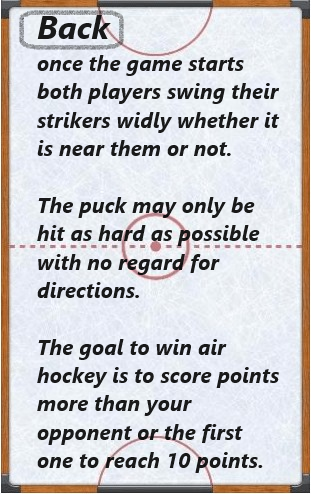 Back
once the game starts
both players swing their
strikers widly whether it
is near them or not.
The puck may only be
hit as hard as possible
with no regard for
directions.
The goal to win air
hockey is to score points
more than your
opponent or the first
one to reach 10 points.